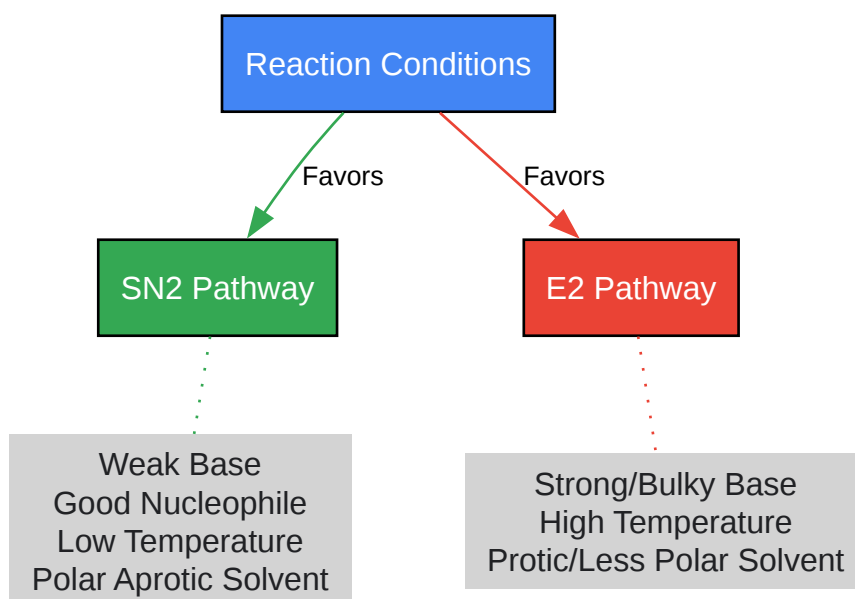 Reaction Conditions
Favors
Favors
SN2 Pathway
E2 Pathway
Weak Base
Good Nucleophile
Low Temperature
Polar Aprotic Solvent
Strong/Bulky Base
High Temperature
Protic/Less Polar Solvent